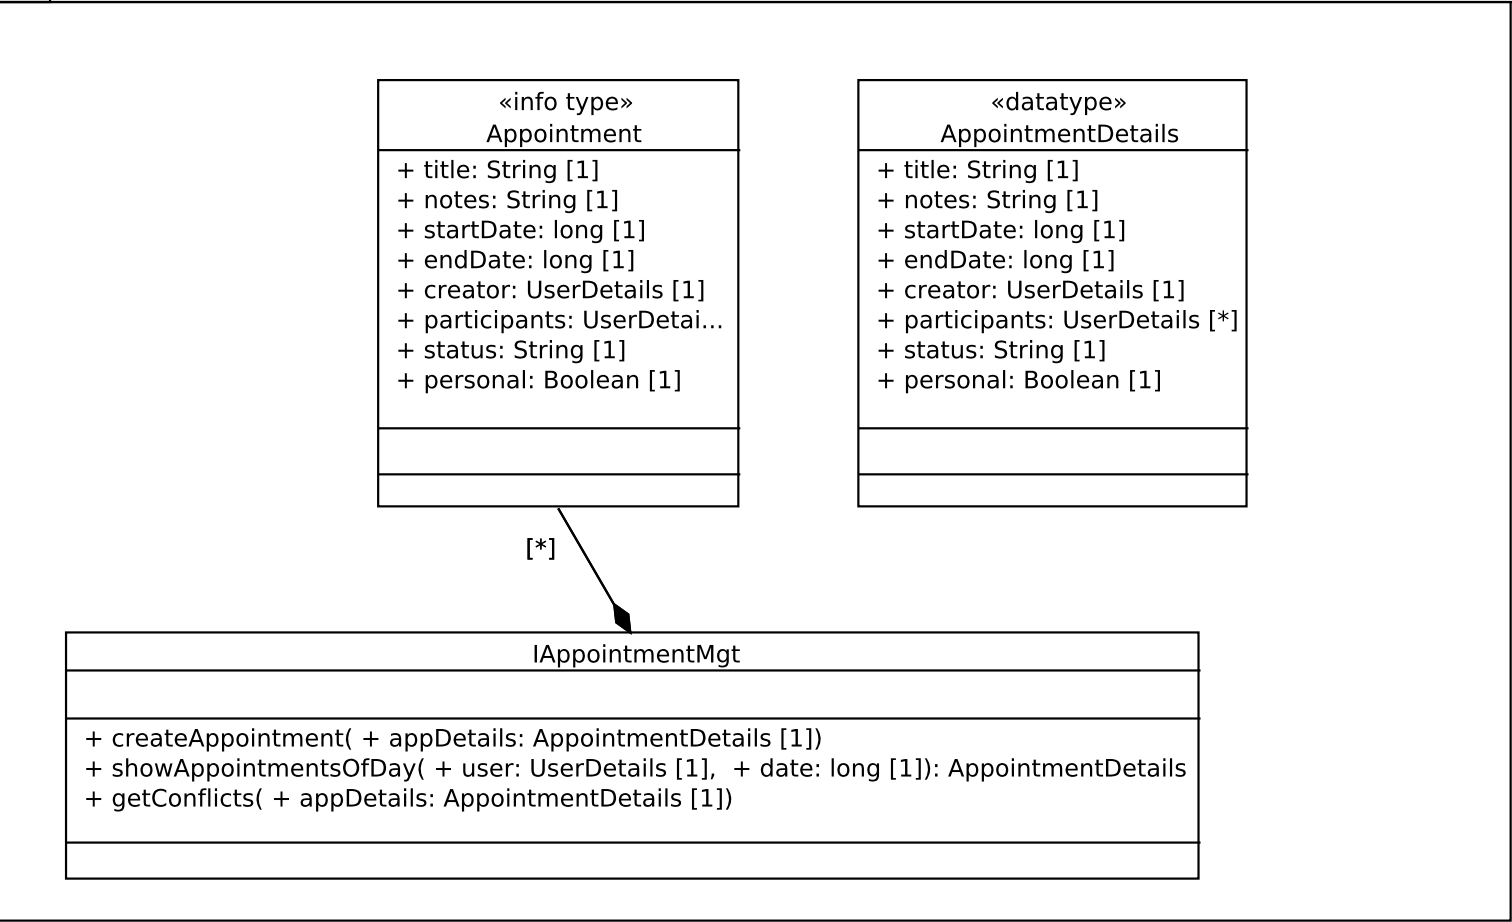 «info type»
Appointment
+ title: String [1]
+ notes: String [1]
+ startDate: long [1]
+ endDate: long [1]
+ creator: UserDetails [1]
+ participants: UserDetai...
+ status: String [1]
+ personal: Boolean [1]
«datatype»
AppointmentDetails
+ title: String [1]
+ notes: String [1]
+ startDate: long [1]
+ endDate: long [1]
+ creator: UserDetails [1]
+ participants: UserDetails [*]
+ status: String [1]
+ personal: Boolean [1]
[*]
IAppointmentMgt
+ createAppointment( + appDetails: AppointmentDetails [1])
+ showAppointmentsOfDay( + user: UserDetails [1],  + date: long [1]): AppointmentDetails
+ getConflicts( + appDetails: AppointmentDetails [1])